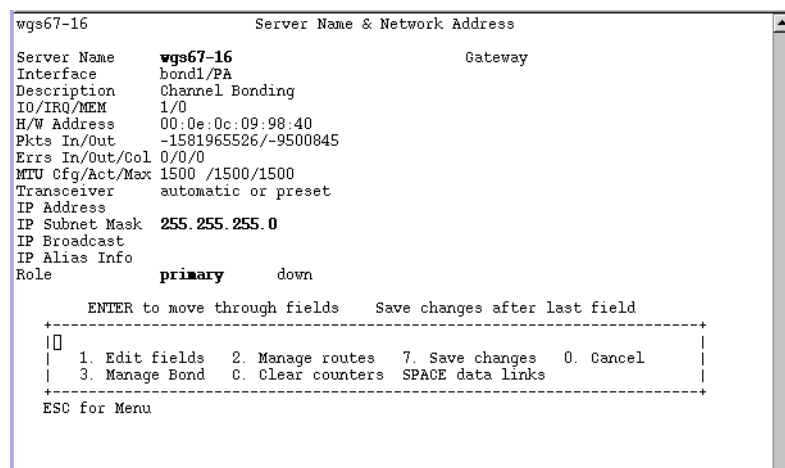 wgs67-16 Server Name & Network Address
Server Name wgs67-16 Gateway
Interface bond1/PA
Description Channel Bonding
IO/IRQ/MEM 1/0
H/W Address 00:0e:0c:09:98:40
Pkts In/Out -1581965526/-9500845
Errs In/Out/Col 0/0/0
MTU Cfg/Act/Max 1500 /1500/1500
Transceiver automatic or preset
IP Address
IP Subnet Mask 255.255.255.0
IP Broadcast
IP Alias Info
Role primary down
ENTER to move through fields Save changes after last field
1. Edit fields 2. Manage routes 7. Save changes 0. Cancel
3. Manage Bond C. Clear counters SPACE data links
ESC for Menu